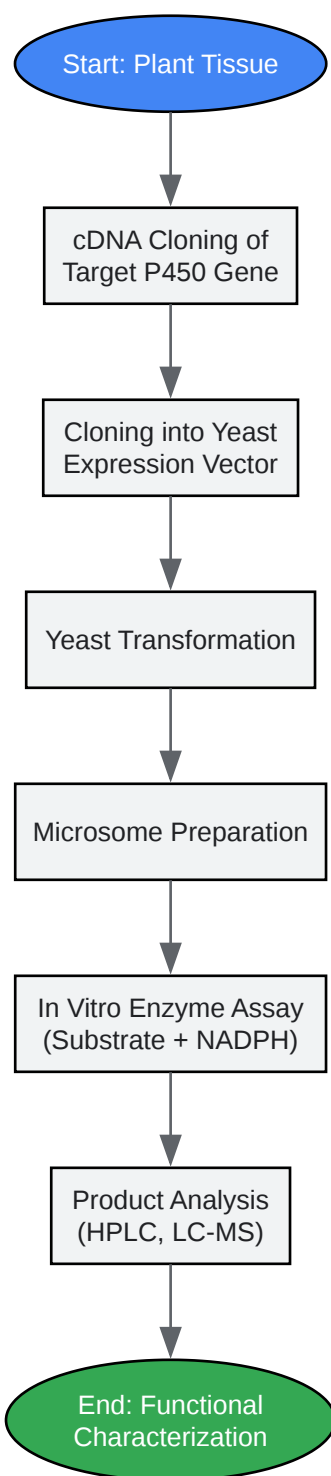 Start: Plant Tissue
cDNA Cloning of
Target P450 Gene
Cloning into Yeast
Expression Vector
Yeast Transformation
Microsome Preparation
In Vitro Enzyme Assay
(Substrate + NADPH)
Product Analysis
(HPLC, LC-MS)
End: Functional
Characterization